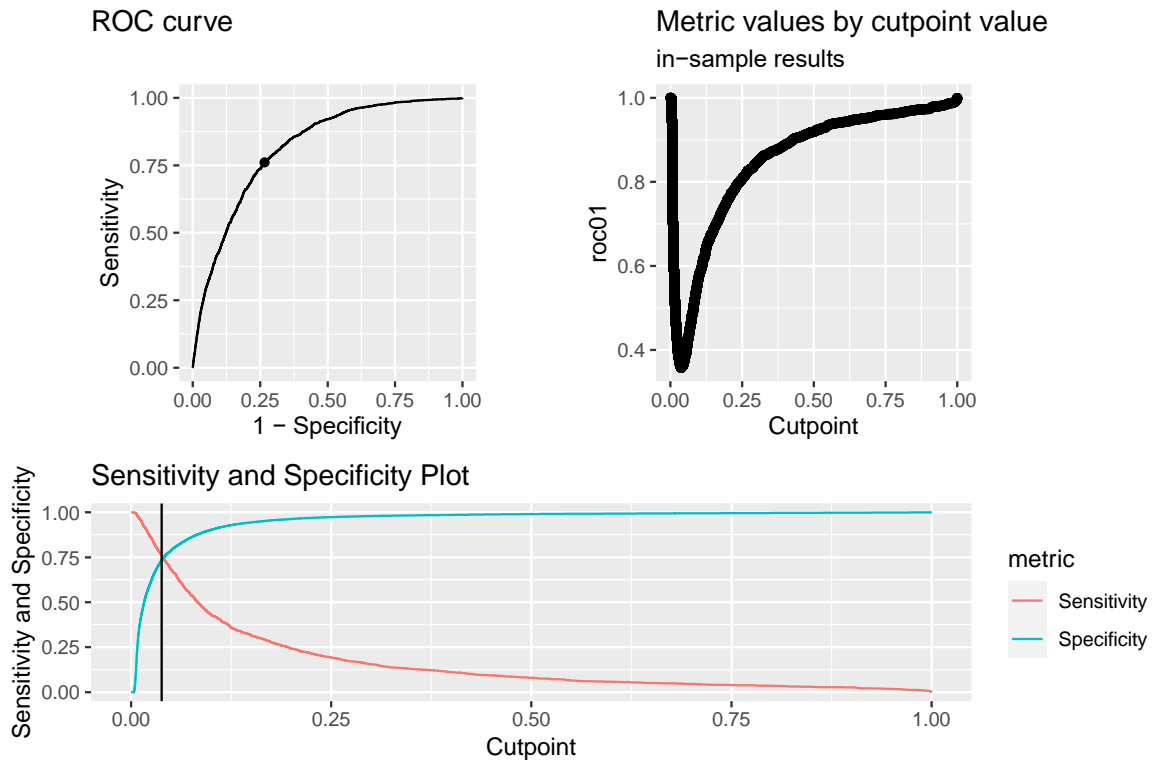 ROC curve
1.00
0.75
0.50
0.25
0.00
Sensitivity
0.00 0.25 0.50 0.75 1.00
1 − Specificity
Metric values by cutpoint value
in−sample results
1.0
0.8
0.6
0.4
roc01
0.00 0.25 0.50 0.75 1.00
Cutpoint
Sensitivity and Specificity Plot
1.00
0.75
0.50
0.25
0.00
Sensitivity and Specificity
0.00 0.25 0.50 0.75 1.00
Cutpoint
metric
Sensitivity
Specificity